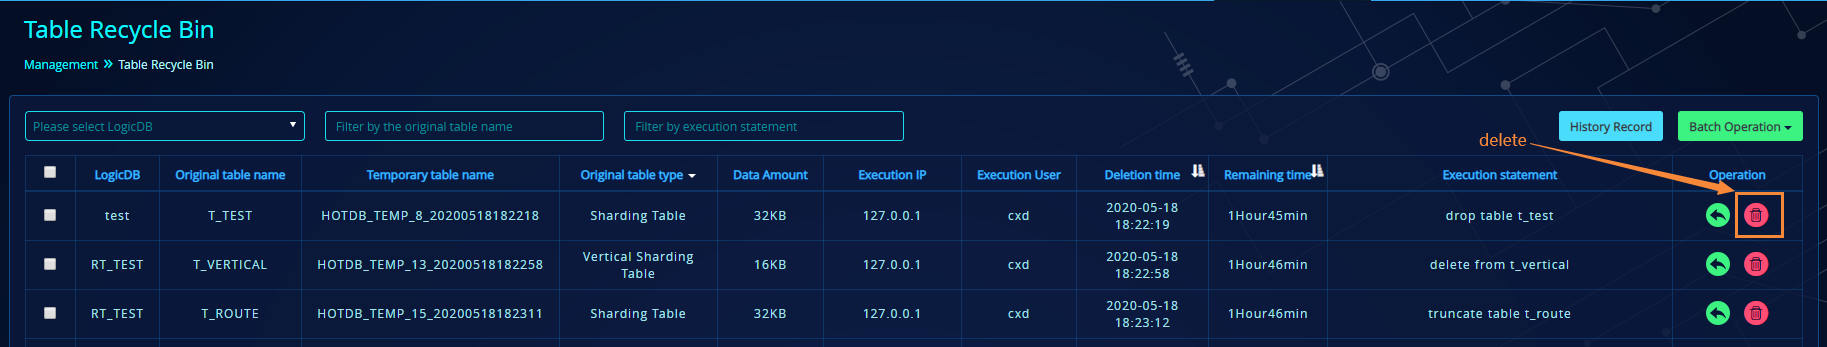 Table Recycle Bin
Management » Table Recycle Bin
Please select LogicDB Filter by the original table name Filter by execution statement History Record Batch Operation
delete
LogicDB Original table name Temporary table name Original table type Data Amount Execution IP Execution User Deletion time Remaining time Execution statement Operation
test T_TEST HOTDB_TEMP_8_20200518182218 Sharding Table 32KB 127.0.0.1 cxd 2020-05-18 18:22:19 1Hour45min drop table t_test
RT_TEST T_VERTICAL HOTDB_TEMP_13_20200518182258 Vertical Sharding Table 16KB 127.0.0.1 cxd 2020-05-18 18:22:58 1Hour46min delete from t_vertical
RT_TEST T_ROUTE HOTDB_TEMP_15_20200518182311 Sharding Table 32KB 127.0.0.1 cxd 2020-05-18 18:23:12 1Hour46min truncate table t_route